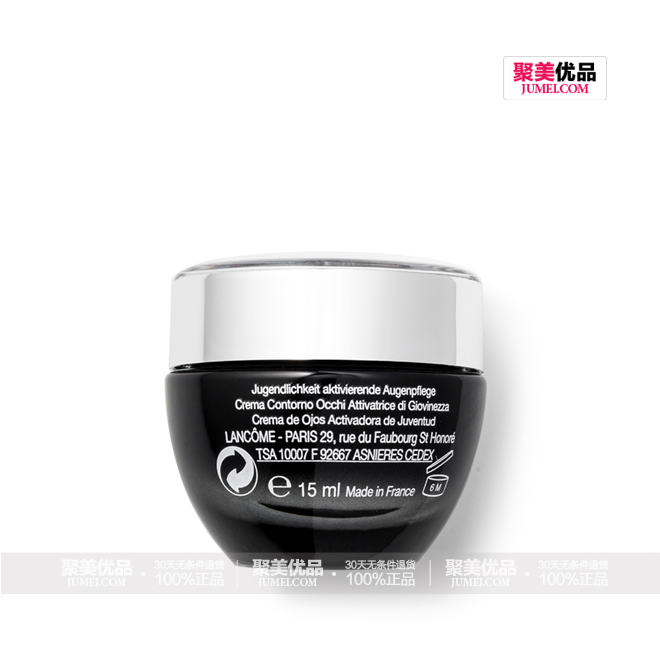 聚美优品
JUMEI.COM
Jugendlichkeit aktivierende Augenpflege
Crema Contorno Occhi Attivatrice di Giovinezza
Crema de Ojos Activadora de Juventud
LANCÔME - PARIS 29, rue du Faubourg St Honoré
TSA 10007 F 92667 ASNIERES CEDEX
e 15 ml Made in France 6 M
聚美优品 · 30天无条件退货 聚美优品 · 30天无条件退货 聚美优品 · 30天无条件退货
JUMEI.COM 100%正品 JUMEI.COM 100%正品 JUMEI.COM 100%正品